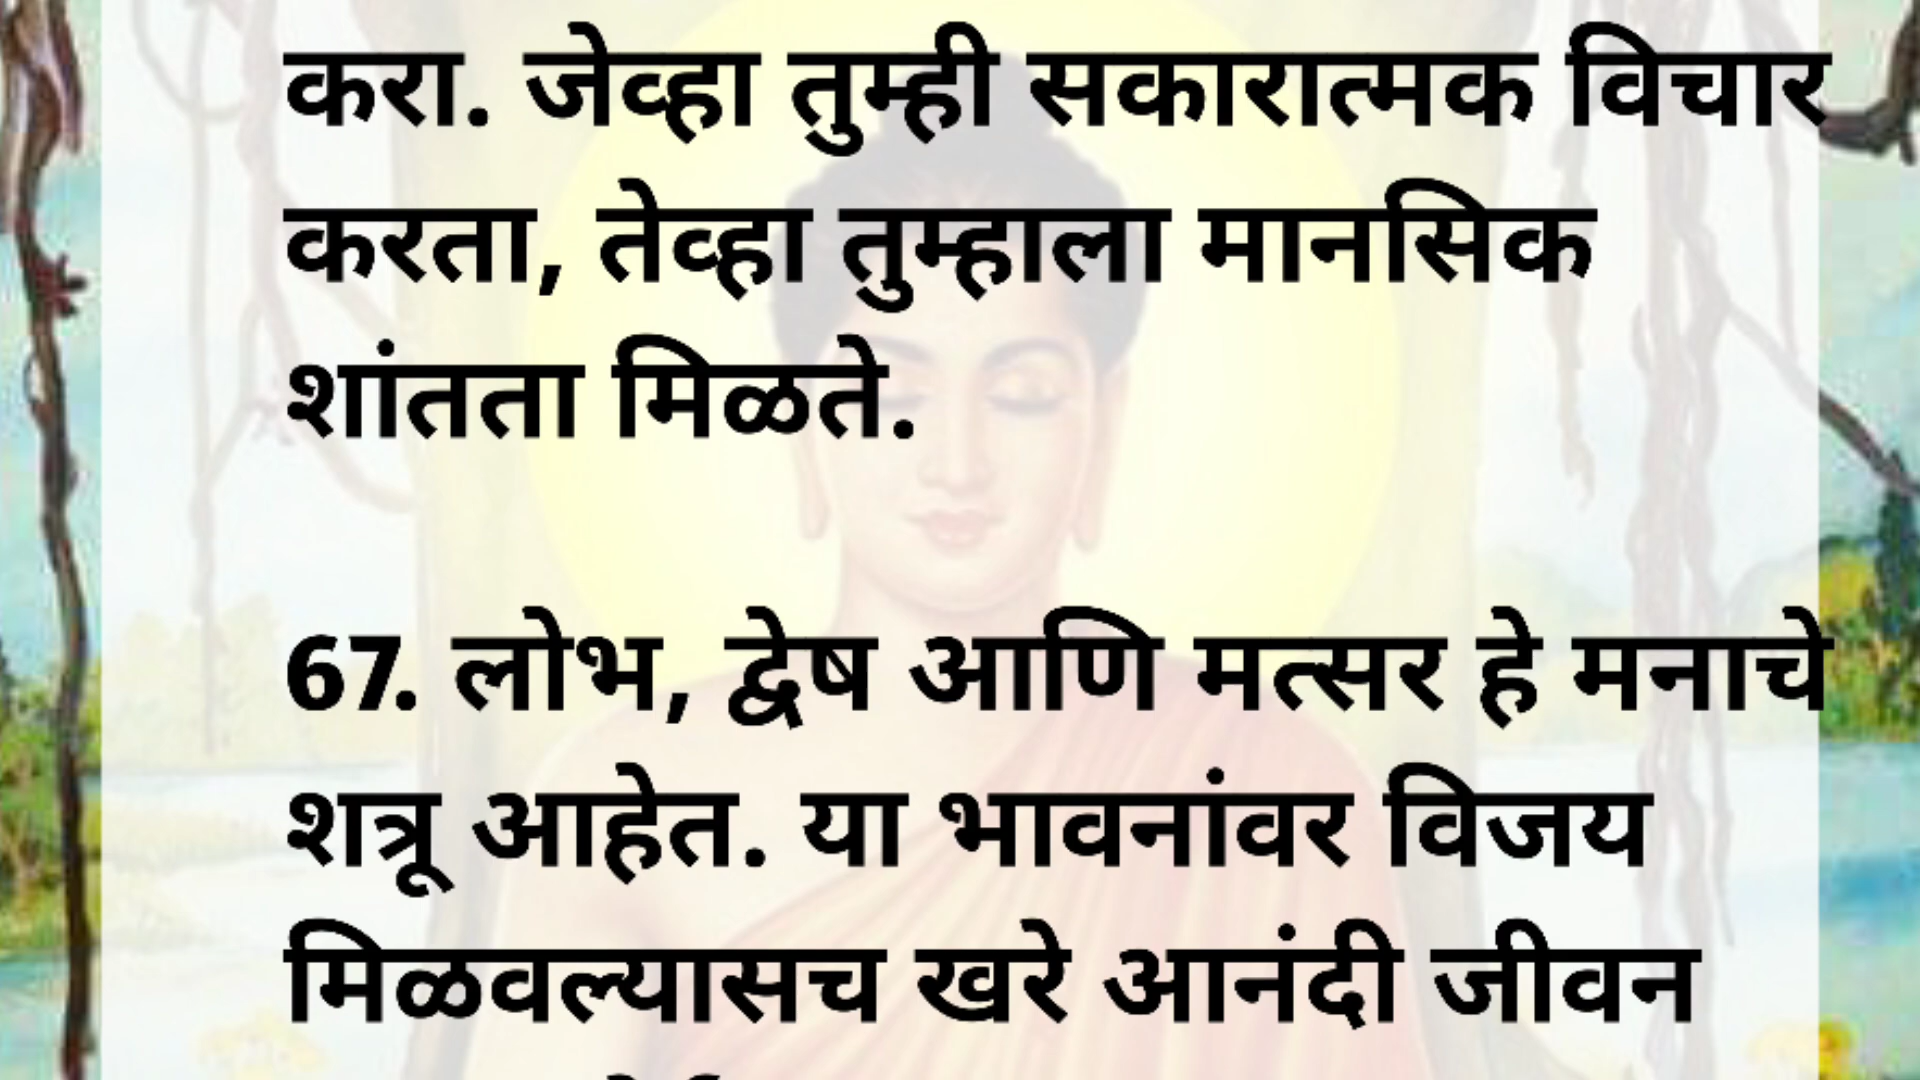 करा. जेव्हा तुम्ही सकारात्मक विचार
करता, तेव्हा तुम्हाला मानसिक
शांतता मिळते.
67. लोभ, द्वेष आणि मत्सर हे मनाचे
शत्रू आहेत. या भावनांवर विजय
मिळवल्यासच खरे आनंदी जीवन